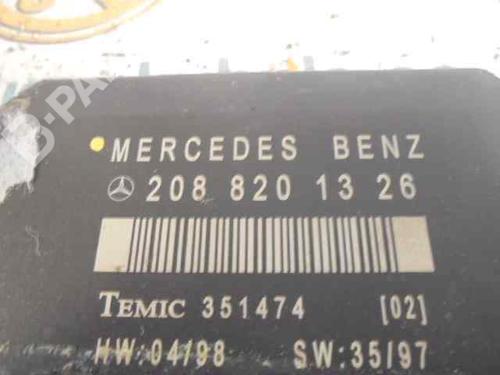 MERCEDES BENZ
208 820 13 26
TEMIC 351474 [02]
HW:04/98 SW:35/97